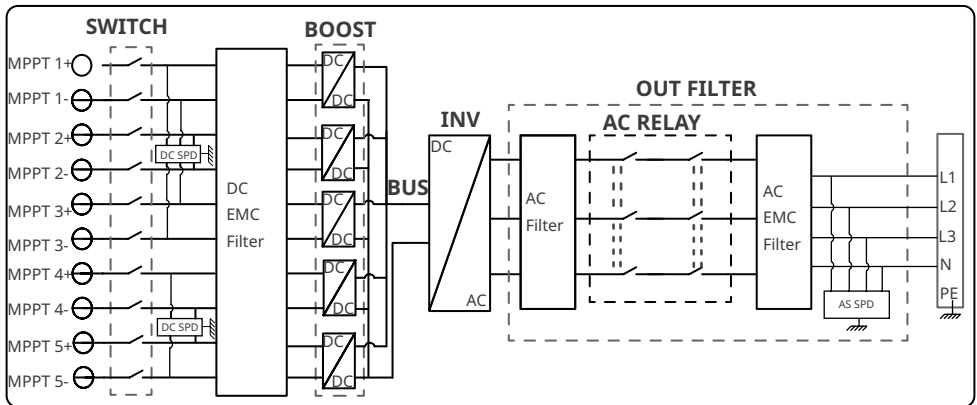 SWITCH
BOOST
MPPT 1+
MPPT 1-
MPPT 2+
MPPT 2-
MPPT 3+
MPPT 3-
MPPT 4+
MPPT 4-
MPPT 5+
MPPT 5-
DC SPD
DC SPD
DC
EMC
Filter
DC
DC
DC
DC
DC
DC
DC
DC
DC
DC
BUS
INV
DC
AC
OUT FILTER
AC RELAY
AC
Filter
AC
EMC
Filter
AS SPD
L1
L2
L3
N
PE